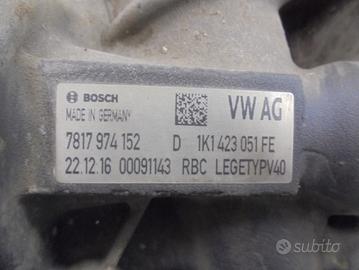 BOSCH
VW AG
MADE IN GERMANY
7817 974 152 D 1K1 423 051 FE
22.12.16 00091143 RBC LEGETYPV40
subito